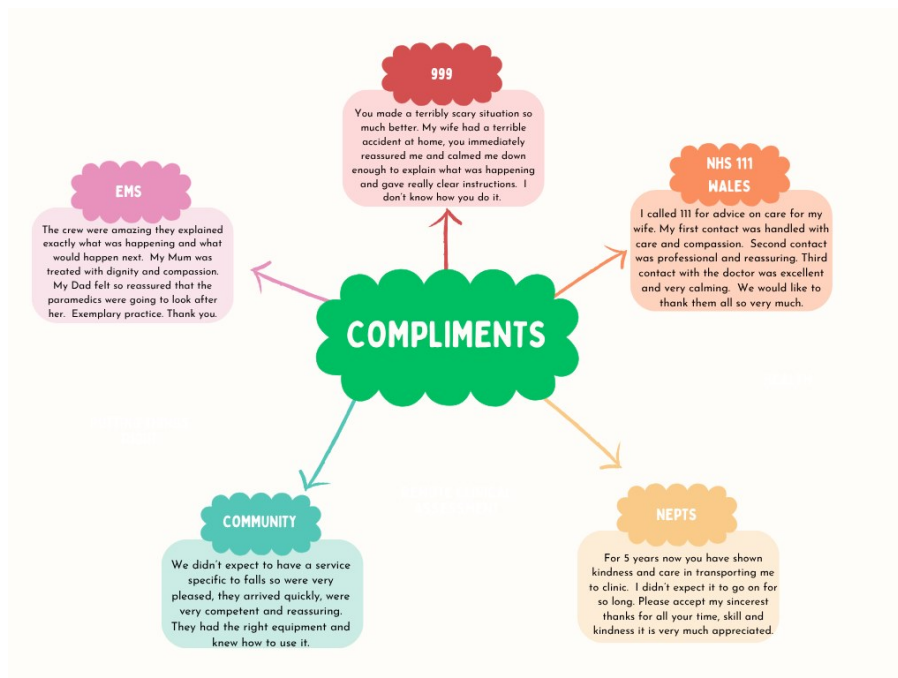 999
You made a terribly scary situation so
much better. My wife had a terrible
accident at home, you immediately
reassured me and calmed me down
enough to explain what was happening
and gave really clear instructions. I
don't know how you do it.
NHS 111
WALES
I called 111 for advice on care for my
wife. My first contact was handled with
care and compassion. Second contact
was professional and reassuring. Third
contact with the doctor was excellent
and very calming. We would like to
thank them all so very much.
EMS
The crew were amazing they explained
exactly what was happening and what
would happen next. My Mum was
treated with dignity and compassion.
My Dad felt so reassured that the
paramedics were going to look after
her. Exemplary practice. Thank you.
COMPLIMENTS
COMMUNITY
We didn't expect to have a service
specific to falls so were very
pleased, they arrived quickly, were
very competent and reassuring.
They had the right equipment and
knew how to use it.
NEPTS
For 5 years now you have shown
kindness and care in transporting me
to clinic. I didn't expect it to go on for
so long. Please accept my sincerest
thanks for all your time, skill and
kindness it is very much appreciated.